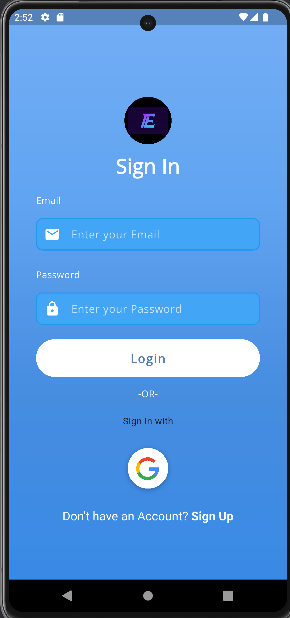 2:52
E
Sign In
Email
Enter your Email
Password
Enter your Password
Login
-OR-
Sign in with
G
Don't have an Account? Sign Up